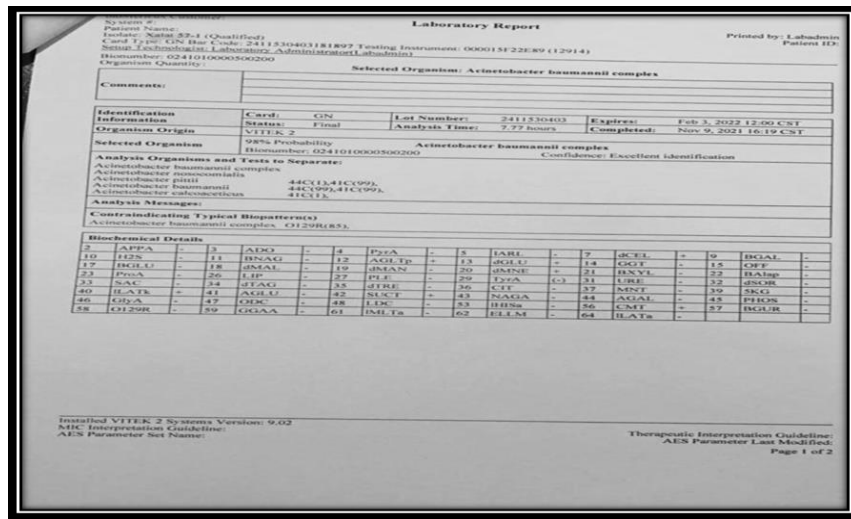 System #:
Laboratory Report
Patient Name:
Printed by: Labadmin
Isolate: 57-1 (Qualified)
Patient ID:
Card Type: GN Bar Code: 2411530403181897 Testing Instrument: 000015F22E89 (12914)
Setup Technologist: Laboratory Administrator(Labadmin)
Bionumber: 0241010000500200
Organism Quantity:
Selected Organism: Acinetobacter baumannii complex
Comments:
Identification Information
Card: GN Lot Number: 2411530403 Expires: Feb 3, 2022 12:00 CST
Status: Final Analysis Time: 7.77 hours Completed: Nov 9, 2021 16:19 CST
Organism Origin VITEK 2
Selected Organism 98% Probability Acinetobacter baumannii complex
Bionumber: 0241010000500200 Confidence: Excellent identification
Analysis Organisms and Tests to Separate:
Acinetobacter baumannii complex
Acinetobacter nosocomialis
Acinetobacter pittii 44C(1),41C(99),
Acinetobacter baumannii 44C(99),41C(99),
Acinetobacter calcoaceticus 41C(1),
Analysis Messages:
Contraindicating Typical Biopattern(s)
Acinetobacter baumannii complex O129R(85),
Biochemical Details
2 APPA - 3 ADO - 4 PyrA - 5 IARL - 7 dCEL + 9 BGAL -
10 H2S - 11 BNAG - 12 AGLTp + 13 dGLU + 14 GGT - 15 OFF -
17 BGLU - 18 dMAL - 19 dMAN - 20 dMNE + 21 BXYL - 22 BAlap -
23 ProA - 26 LIP - 27 PLE - 29 TyrA (-) 31 URE - 32 dSOR -
33 SAC - 34 dTAG - 35 dTRE - 36 CIT - 37 MNT - 39 5KG -
40 ILATk + 41 AGLU - 42 SUCT + 43 NAGA - 44 AGAL - 45 PHOS -
46 GlyA - 47 ODC - 48 LDC - 53 IHISa - 56 CMT + 57 BGUR -
58 O129R - 59 GGAA - 61 IMLTa - 62 ELLM - 64 ILATa -
Installed VITEK 2 Systems Version: 9.02
MIC Interpretation Guideline:
Therapeutic Interpretation Guideline:
AES Parameter Set Name:
AES Parameter Last Modified:
Page 1 of 2